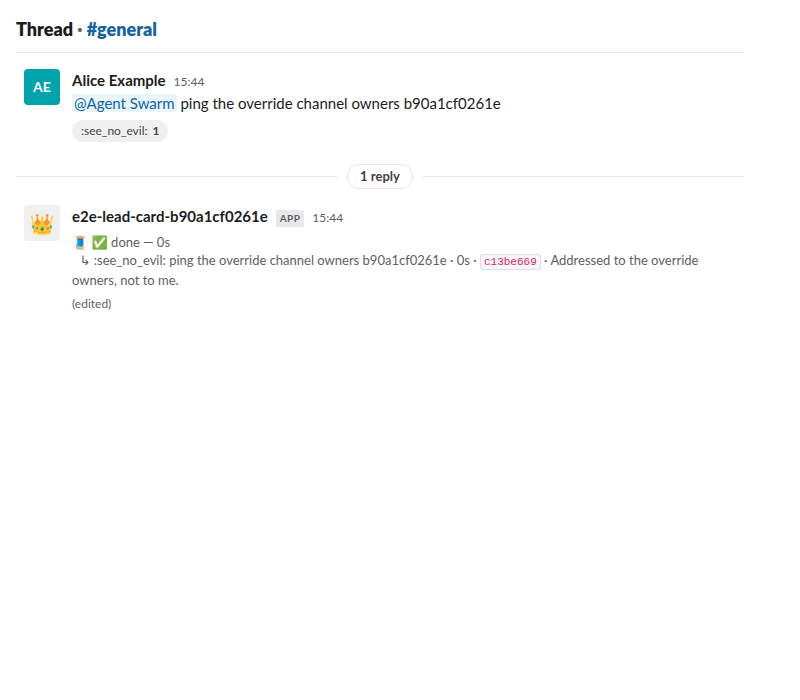 Thread • #general
AE
Alice Example 15:44
@Agent Swarm ping the override channel owners b90a1cf0261e
:see_no_evil: 1
1 reply
e2e-lead-card-b90a1cf0261e APP 15:44
🧵 ✅ done — 0s
↳ :see_no_evil: ping the override channel owners b90a1cf0261e · 0s · c13be669 · Addressed to the override
owners, not to me.
(edited)